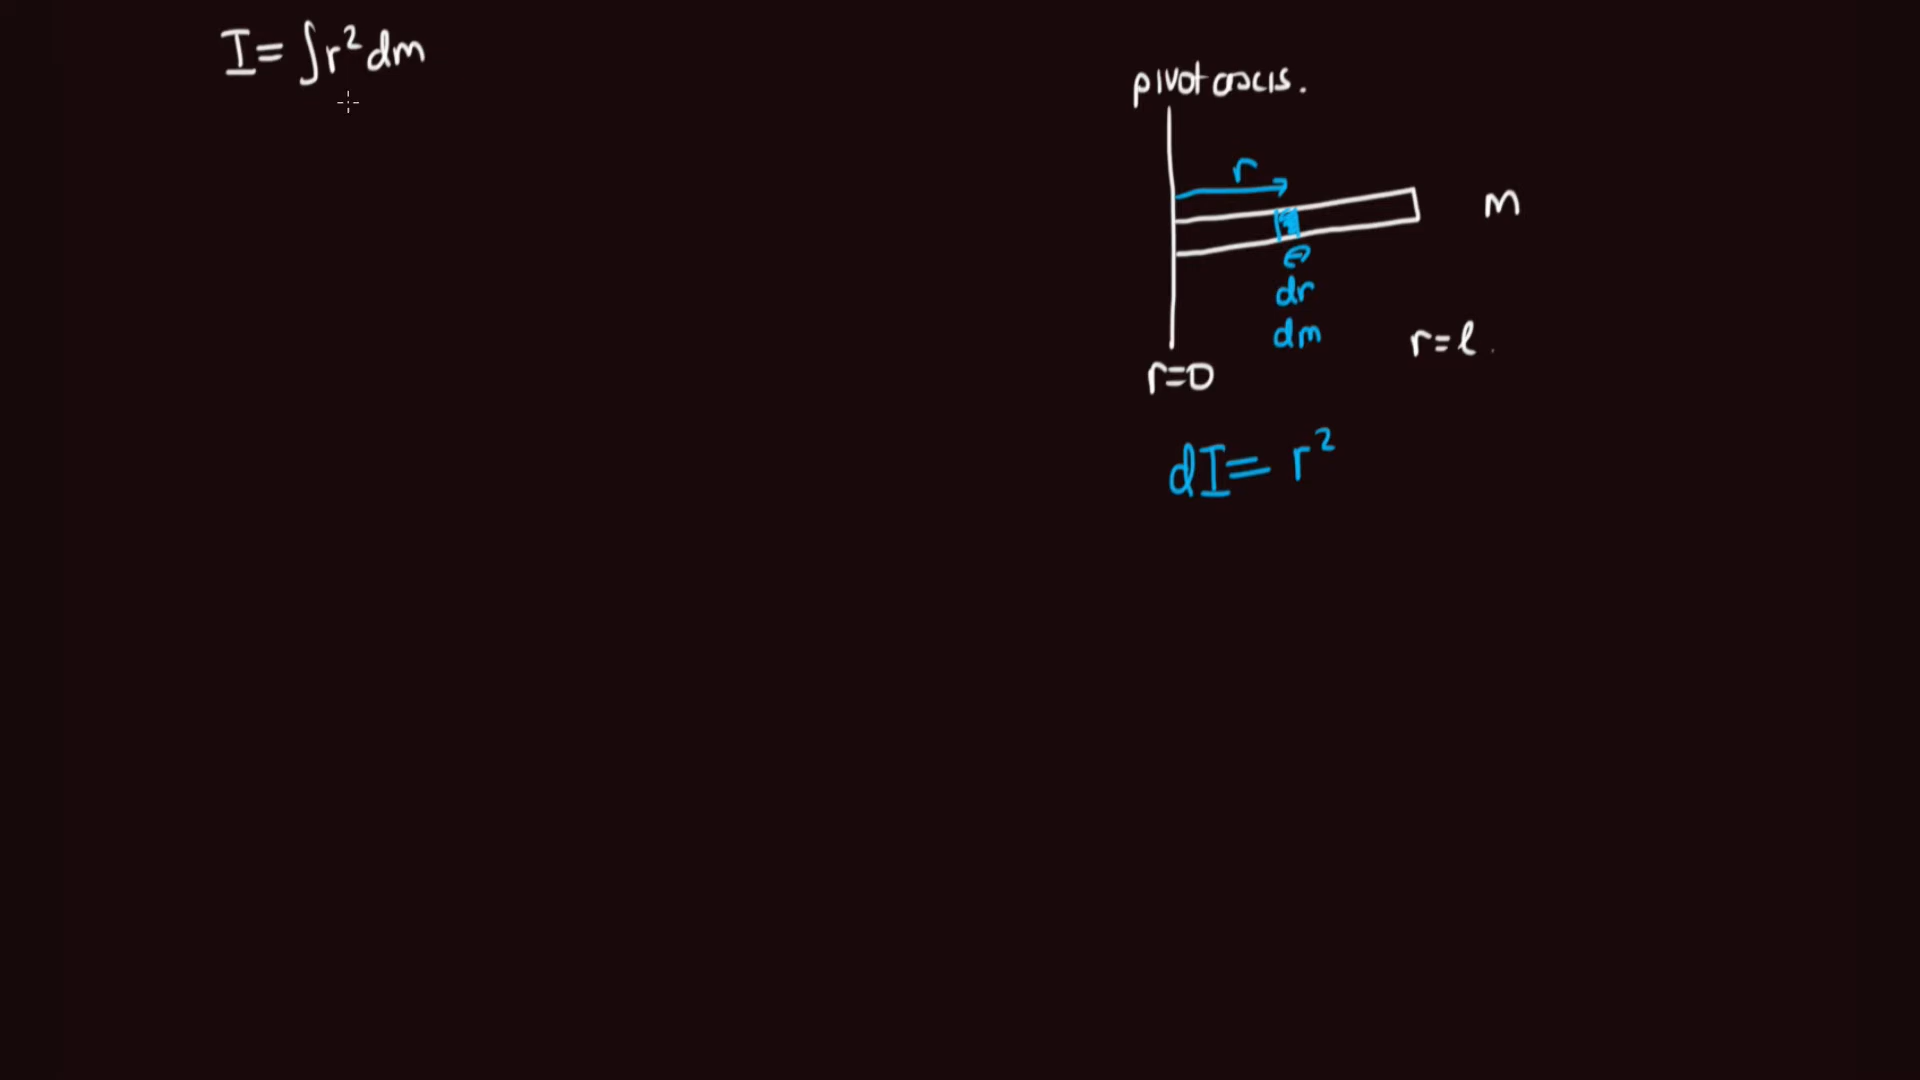 I = ∫r²dm
pivot axis.
r
m
dr
dm
r=l.
r=0
dI = r²